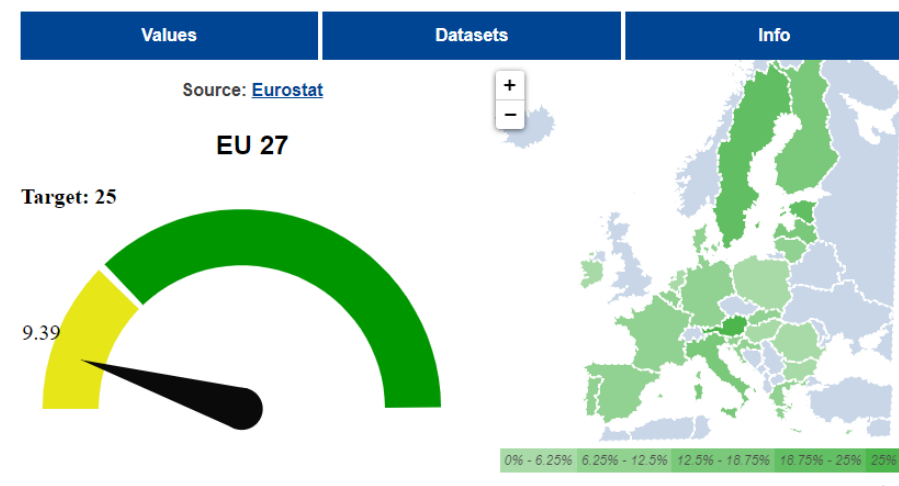 Values
Datasets
Info
Source: Eurostat
EU 27
Target: 25
9.39
+
−
0% - 6.25% 6.25% - 12.5% 12.5% - 18.75% 18.75% - 25% 25%